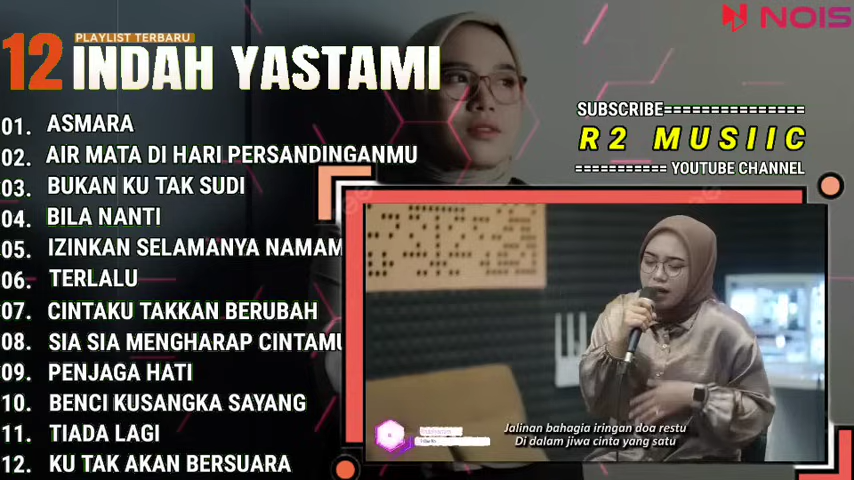 NOIS
PLAYLIST TERBARU
12 INDAH YASTAMI
SUBSCRIBE===============
R2 MUSIIC
=========== YOUTUBE CHANNEL
01. ASMARA
02. AIR MATA DI HARI PERSANDINGANMU
03. BUKAN KU TAK SUDI
04. BILA NANTI
05. IZINKAN SELAMANYA NAMAM
06. TERLALU
07. CINTAKU TAKKAN BERUBAH
08. SIA SIA MENGHARAP CINTAMU
09. PENJAGA HATI
10. BENCI KUSANGKA SAYANG
11. TIADA LAGI
12. KU TAK AKAN BERSUARA
Jalinan bahagia iringan doa restu
Di dalam jiwa cinta yang satu